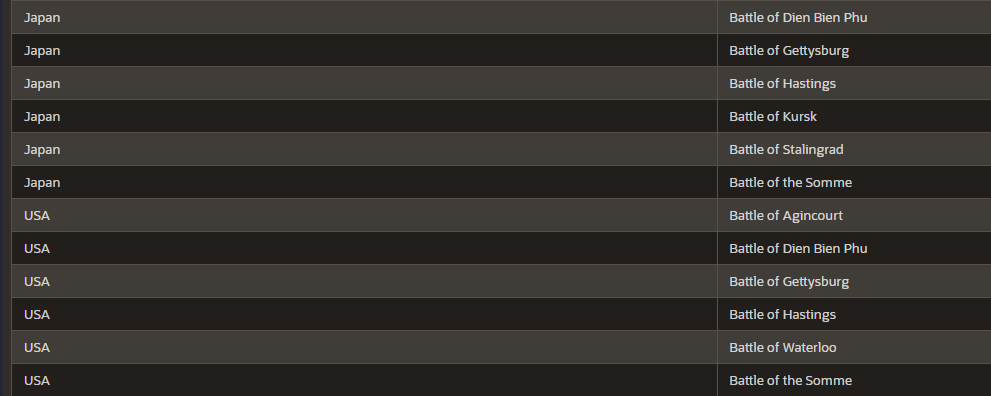 Japan Battle of Dien Bien Phu
Japan Battle of Gettysburg
Japan Battle of Hastings
Japan Battle of Kursk
Japan Battle of Stalingrad
Japan Battle of the Somme
USA Battle of Agincourt
USA Battle of Dien Bien Phu
USA Battle of Gettysburg
USA Battle of Hastings
USA Battle of Waterloo
USA Battle of the Somme